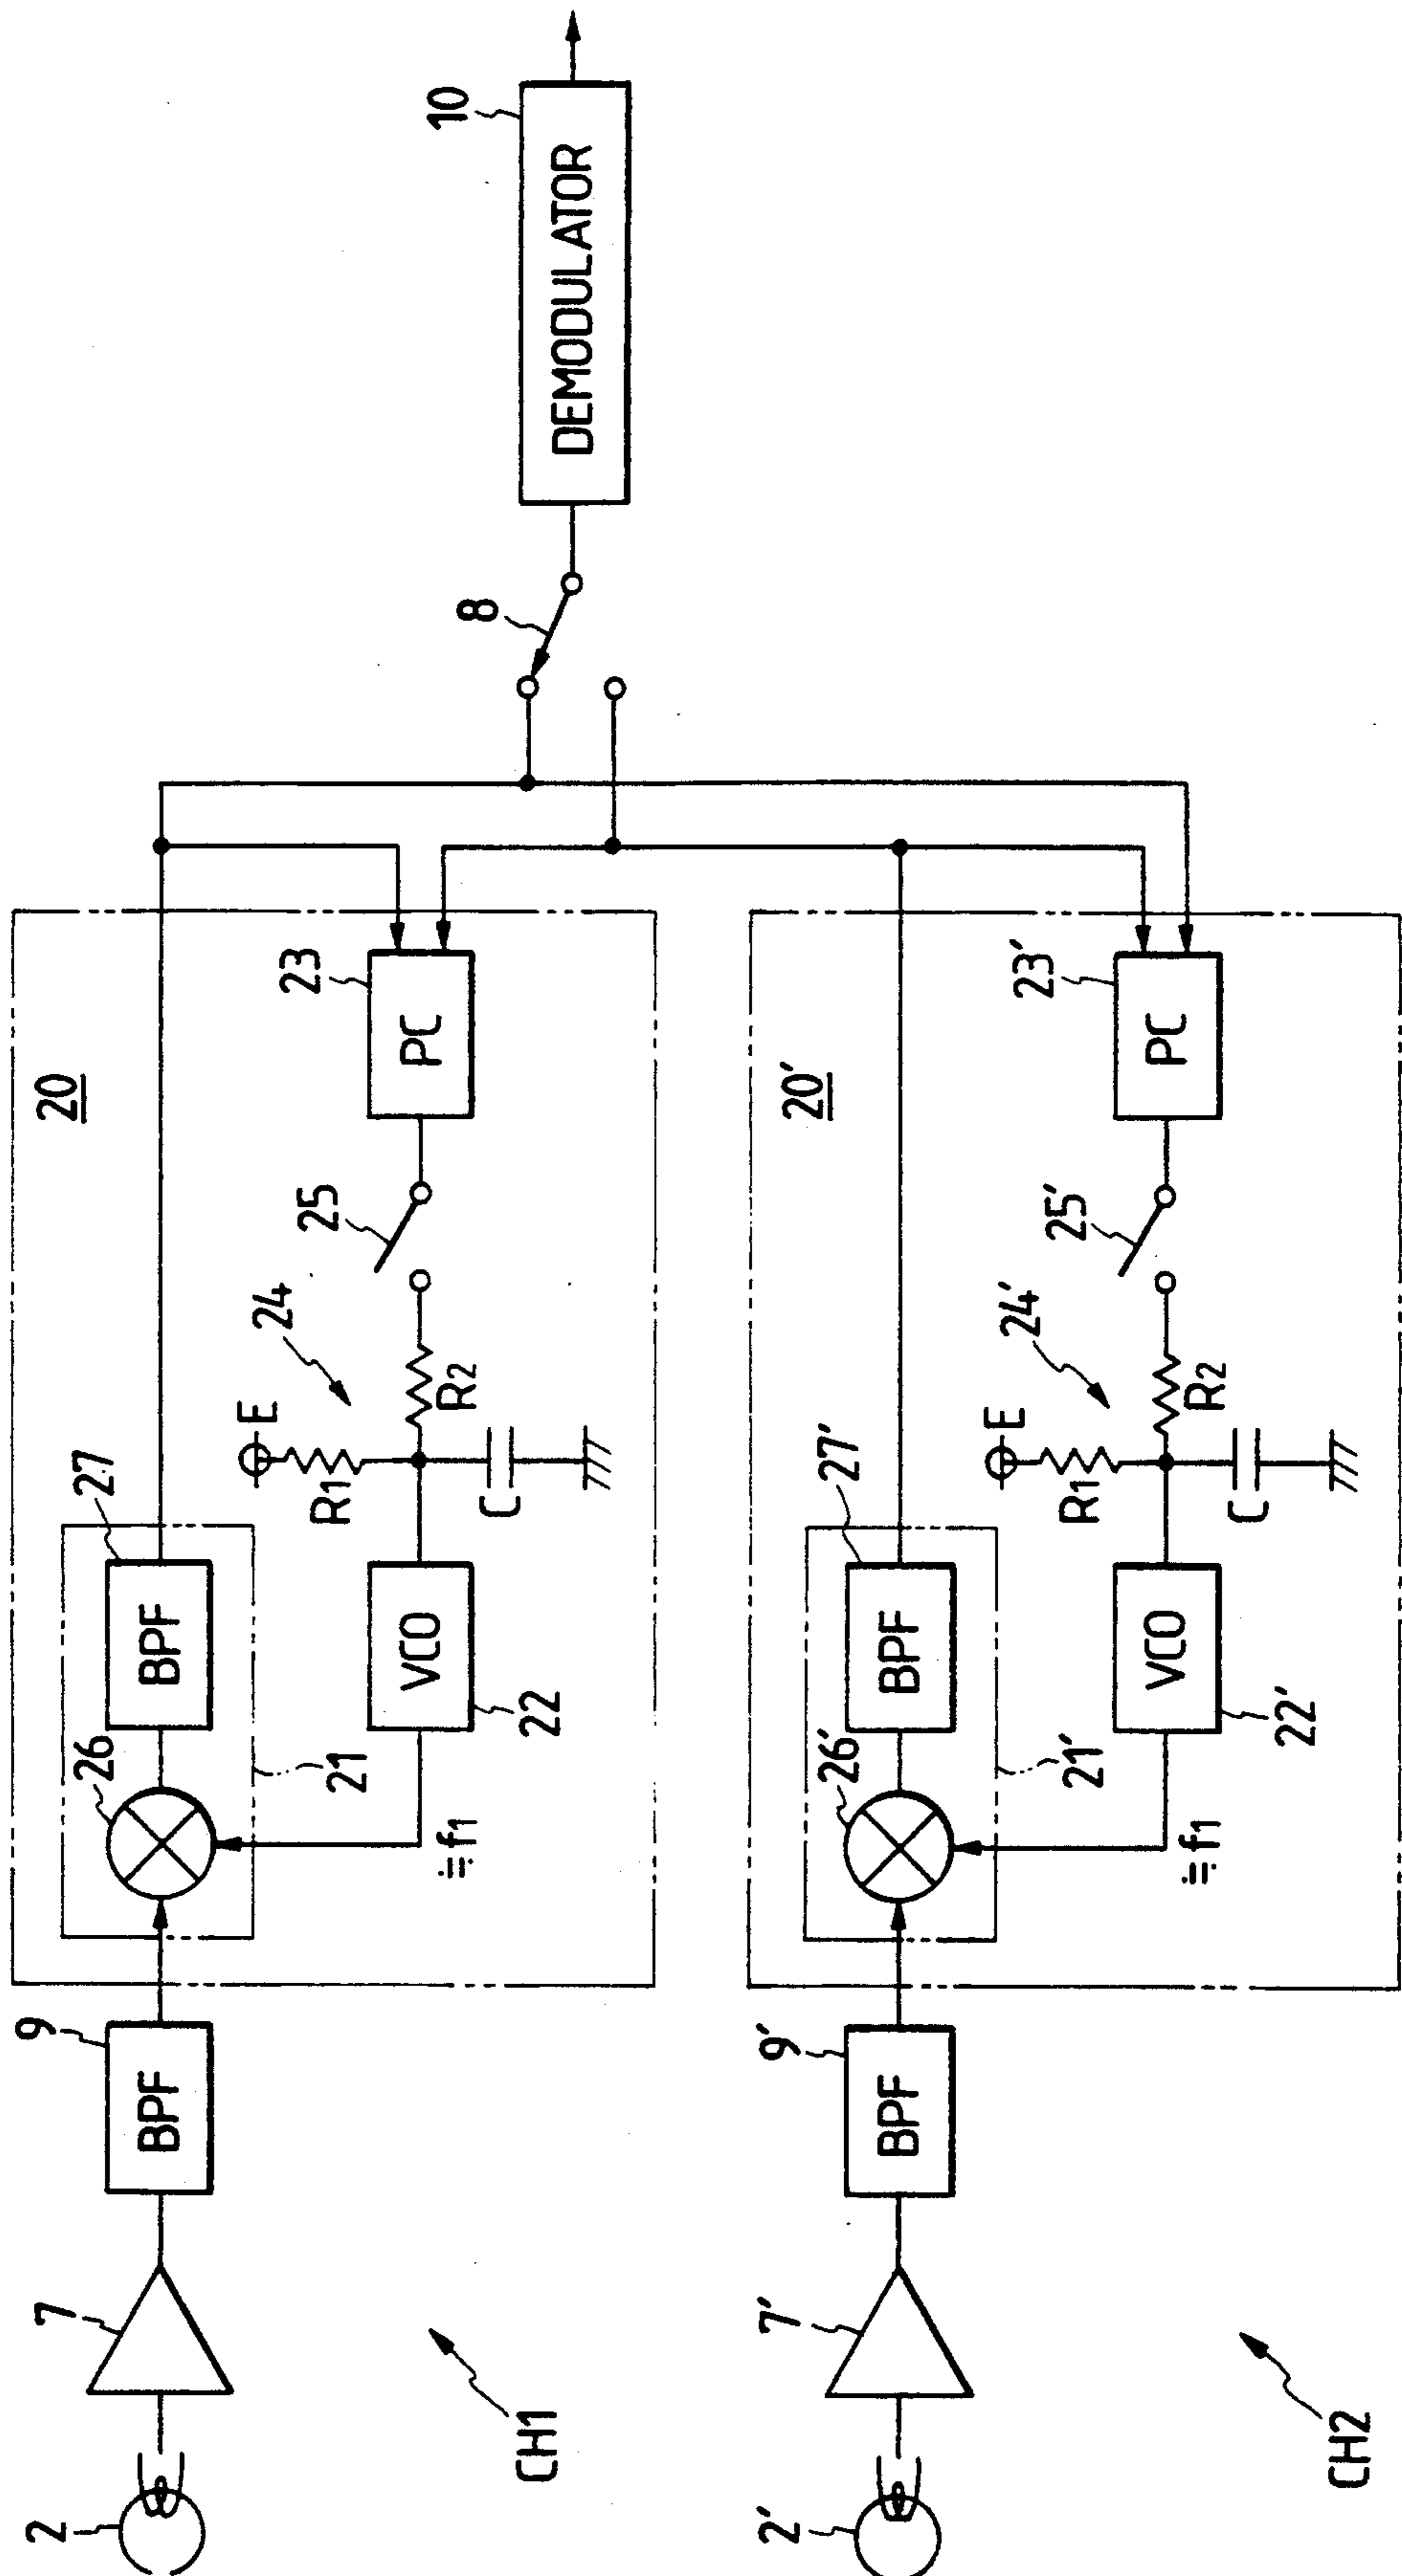 2
7
9
BPF
26
21
27
BPF
20
VCO
22
≒f1
24
E
R1
R2
C
25
23
PC
8
10
DEMODULATOR
CH1
2′
7′
9′
BPF
26′
21′
27′
BPF
20′
VCO
22′
≒f1
24′
E
R1
R2
C
25′
23′
PC
CH2